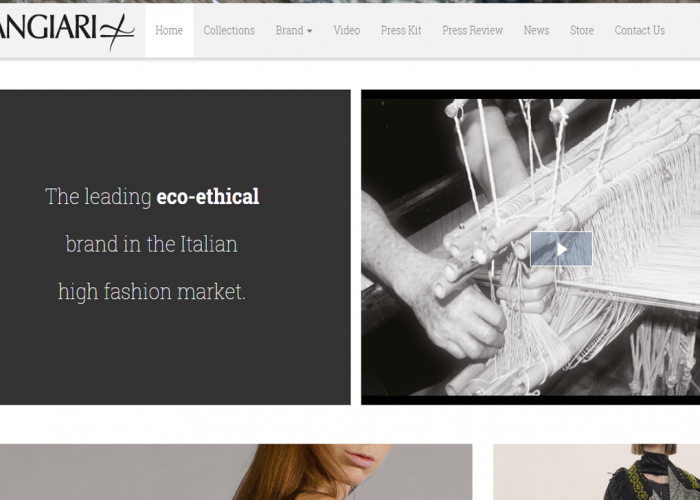 ANGIARI
Home Collections Brand Video Press Kit Press Review News Store Contact Us
The leading eco-ethical
brand in the Italian
high fashion market.